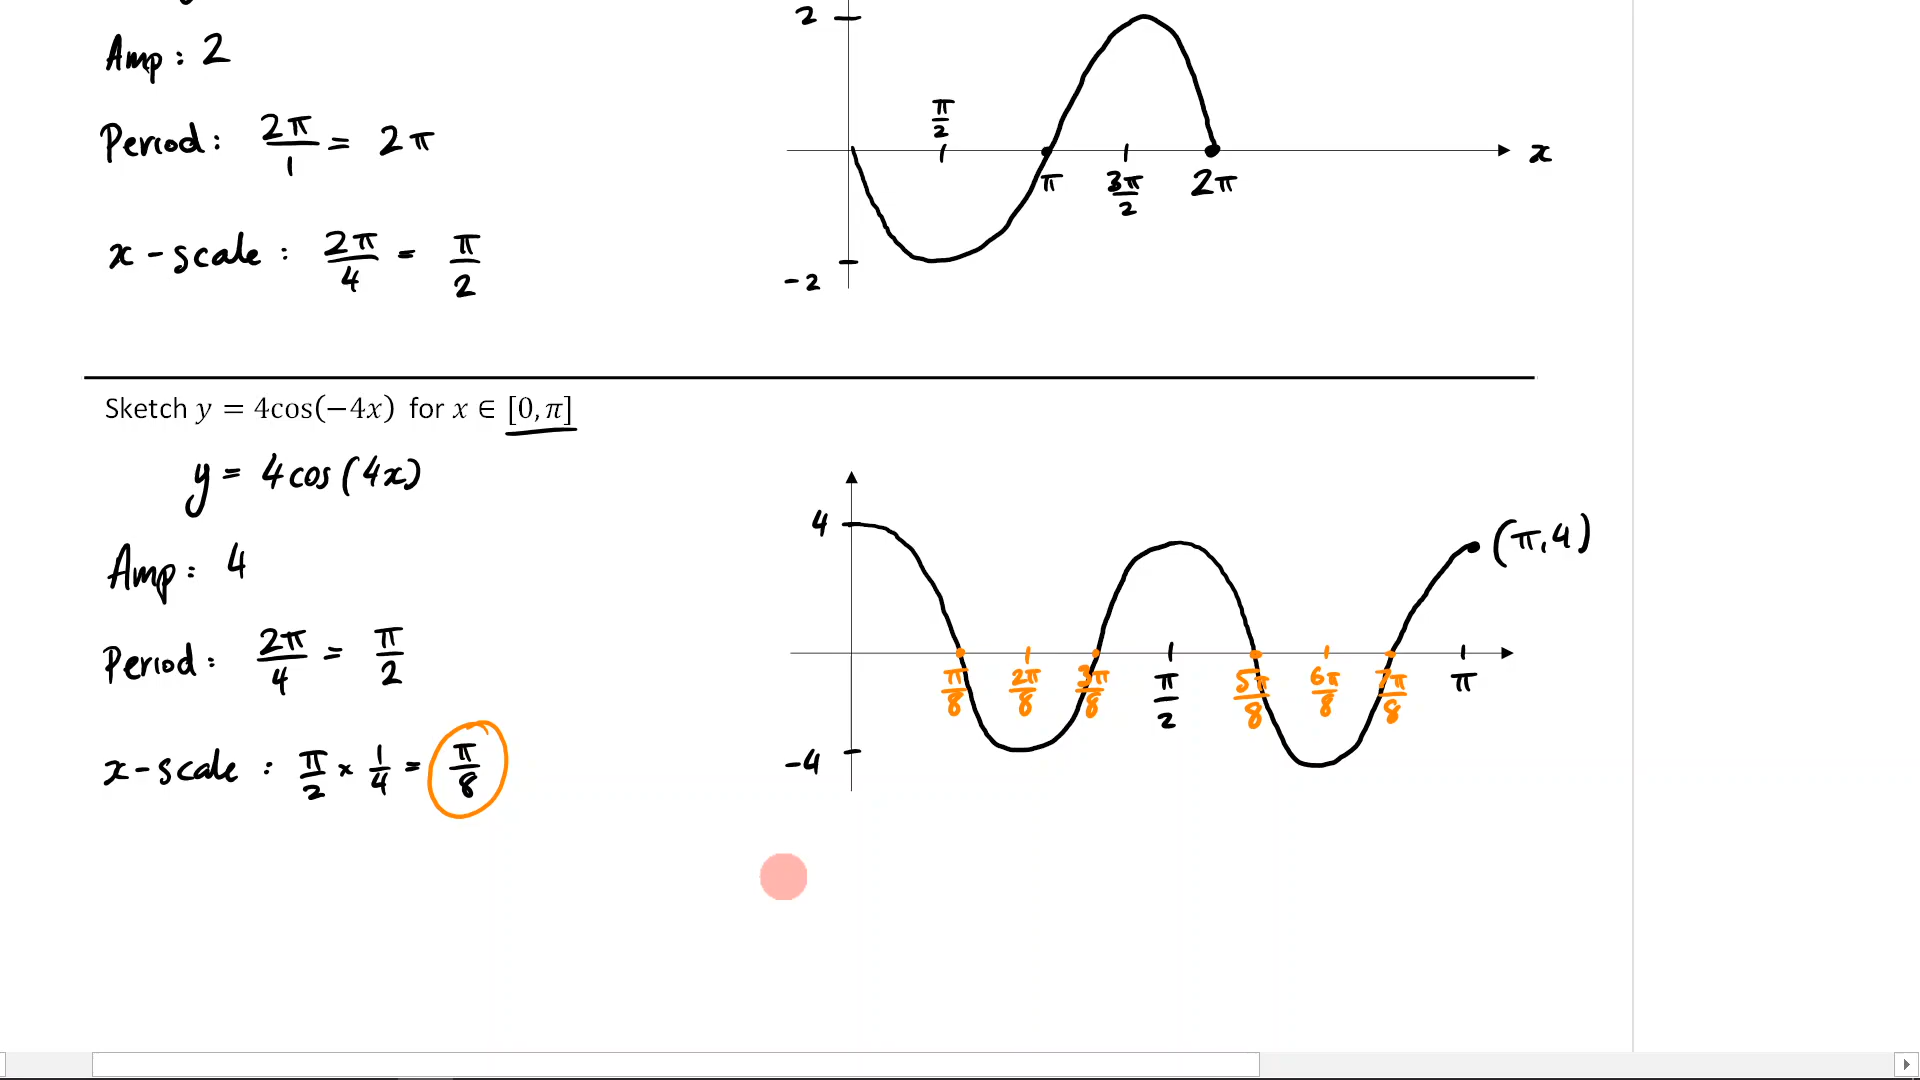 2
Amp : 2
π/2
Period : 2π/1 = 2π
x
π 3π/2 2π
x - scale : 2π/4 = π/2
-2
Sketch y = 4cos(−4x) for x ∈ [0, π]
y = 4cos(4x)
4
(π,4)
Amp : 4
Period : 2π/4 = π/2
π/8 2π/8 3π/8 π/2 5π/8 6π/8 7π/8 π
x-scale : π/2 × 1/4 = π/8
-4